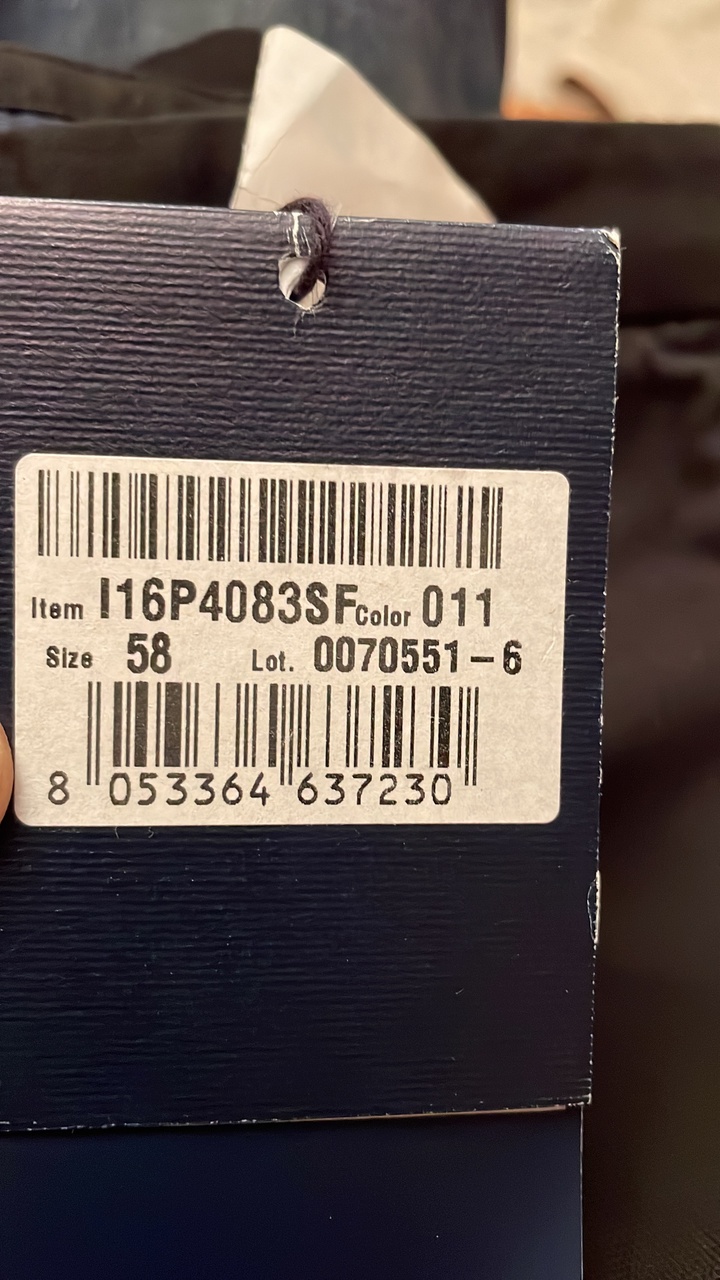 Item I16P4083SF Color 011
Size 58 Lot. 0070551-6
8 053364 637230